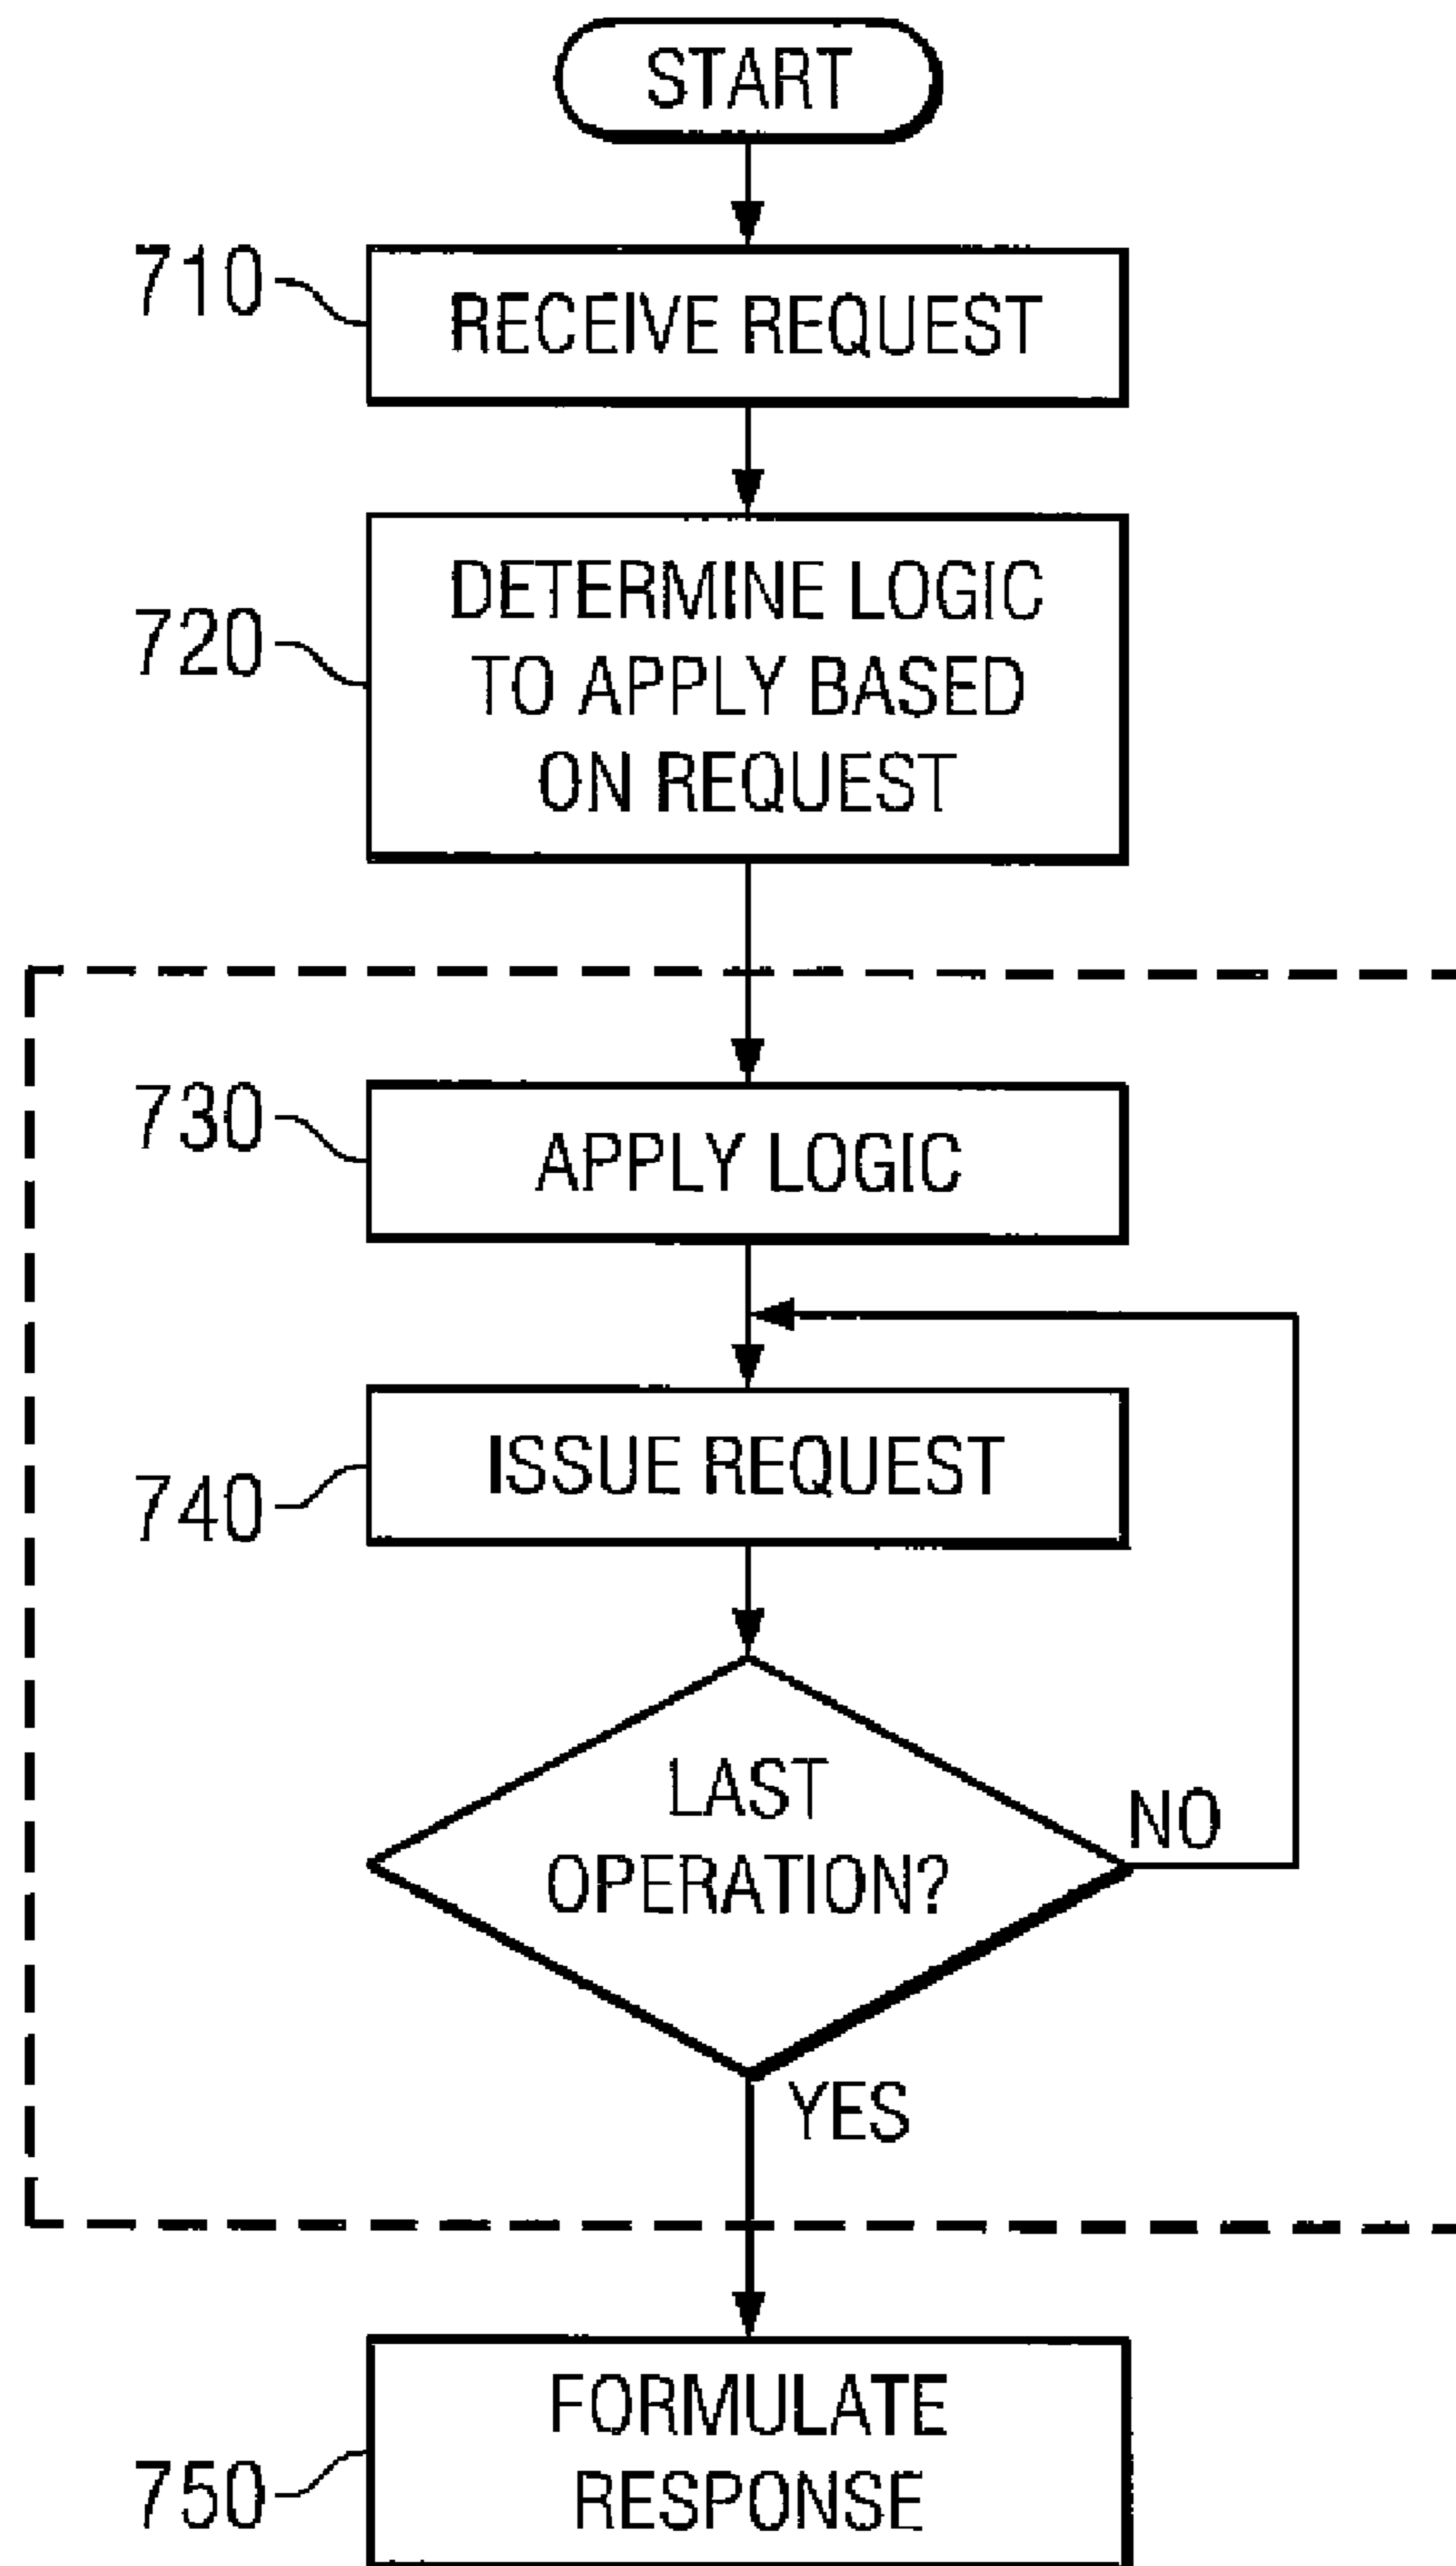 START
710
RECEIVE REQUEST
720
DETERMINE LOGIC
TO APPLY BASED
ON REQUEST
730
APPLY LOGIC
740
ISSUE REQUEST
LAST
OPERATION?
NO
YES
750
FORMULATE
RESPONSE